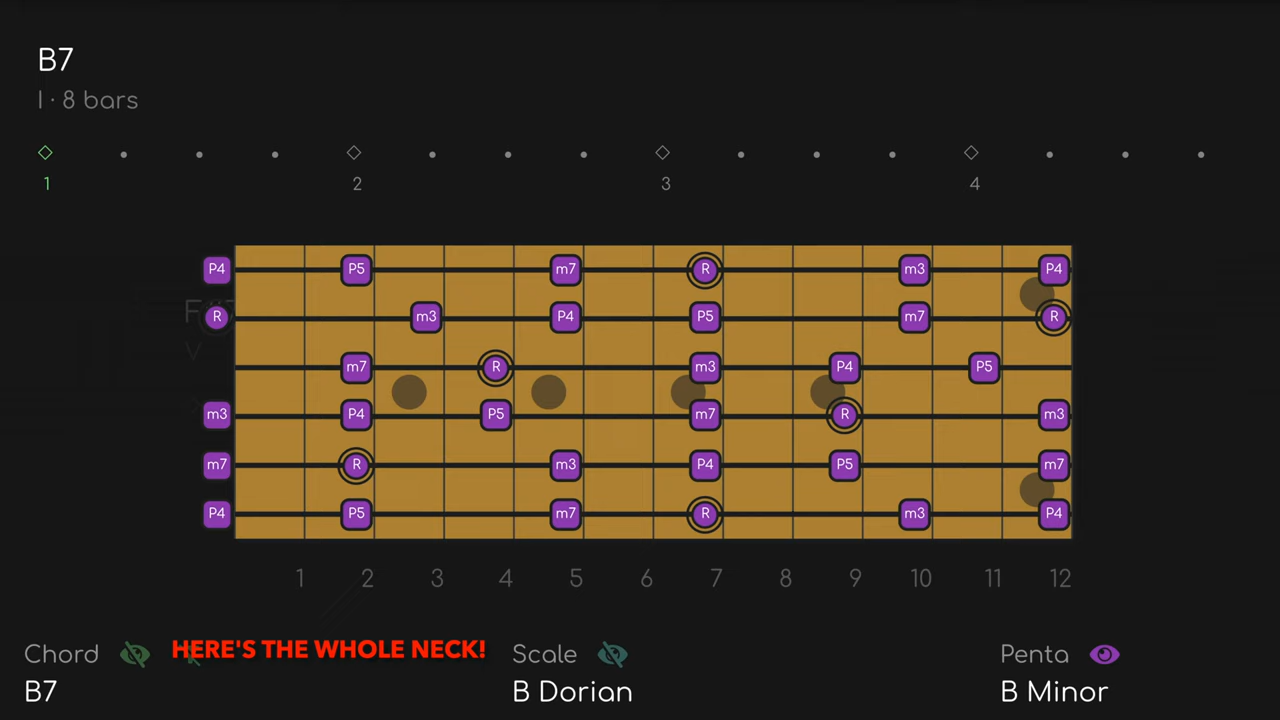 B7
I · 8 bars
1 2 3 4
P4 P5 m7 R m3 P4
R m3 P4 P5 m7 R
m7 R m3 P4 P5
m3 P4 P5 m7 R m3
m7 R m3 P4 P5 m7
P4 P5 m7 R m3 P4
1 2 3 4 5 6 7 8 9 10 11 12
Chord HERE'S THE WHOLE NECK! Scale Penta
B7 B Dorian B Minor